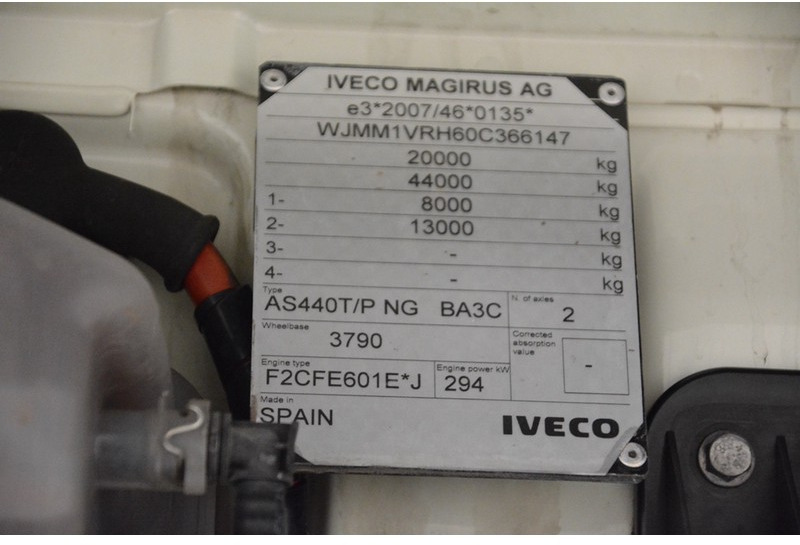 IVECO MAGIRUS AG
e3*2007/46*0135*
WJMM1VRH60C366147
20000 kg
44000 kg
1- 8000 kg
2- 13000 kg
3- - kg
4- - kg
Type
AS440T/P NG BA3C
N. of axles
2
Wheelbase
3790
Corrected
absorption
value
-
Engine type
F2CFE601E*J
Engine power kW
294
Made in
SPAIN
IVECO